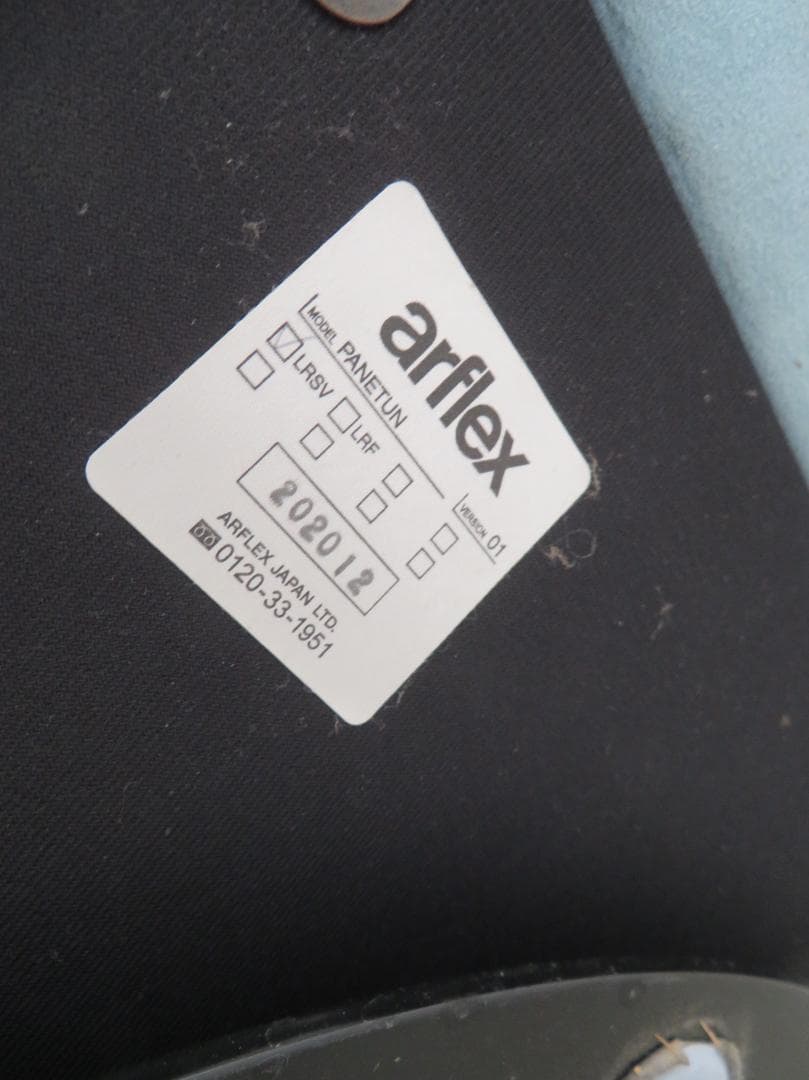 arflex
MODEL PANETUN VERSION 01
LRSV LRF
202012
ARFLEX JAPAN LTD.
0120-33-1951